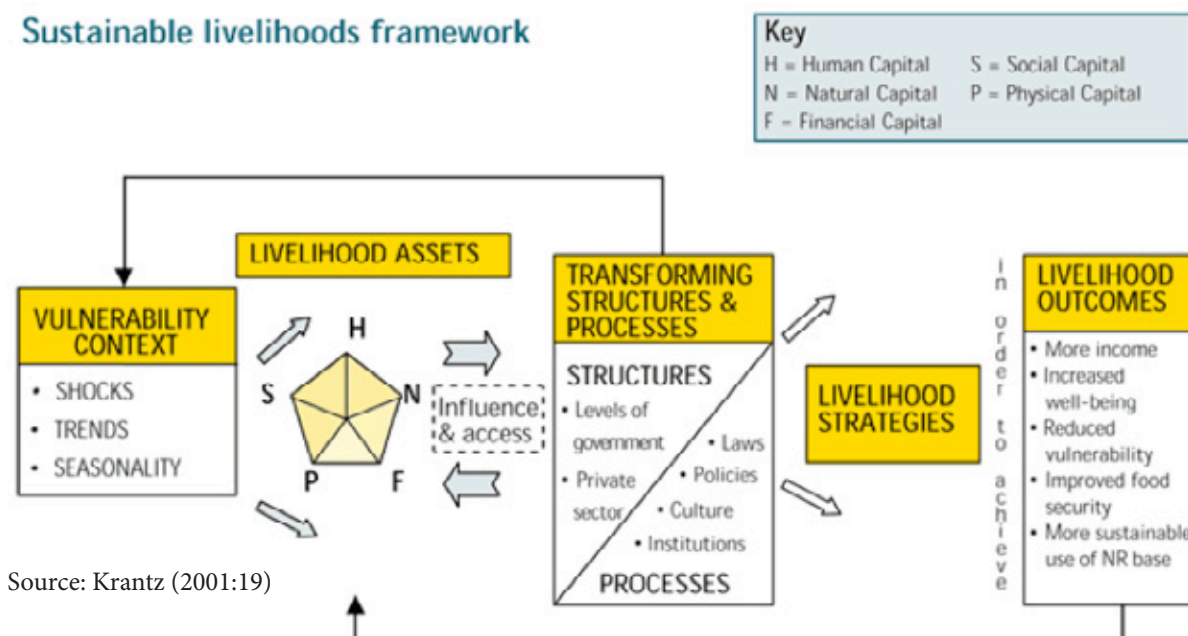 Sustainable livelihoods framework
Key
H = Human Capital
S = Social Capital
N = Natural Capital
P = Physical Capital
F = Financial Capital
LIVELIHOOD ASSETS
VULNERABILITY
CONTEXT
• SHOCKS
• TRENDS
• SEASONALITY
H
S
N
P
F
Influence
& access
TRANSFORMING
STRUCTURES &
PROCESSES
STRUCTURES
• Levels of
government
• Private
sector
• Laws
• Policies
• Culture
• Institutions
PROCESSES
LIVELIHOOD
STRATEGIES
in order to achieve
LIVELIHOOD
OUTCOMES
• More income
• Increased
well-being
• Reduced
vulnerability
• Improved food
security
• More sustainable
use of NR base
Source: Krantz (2001:19)